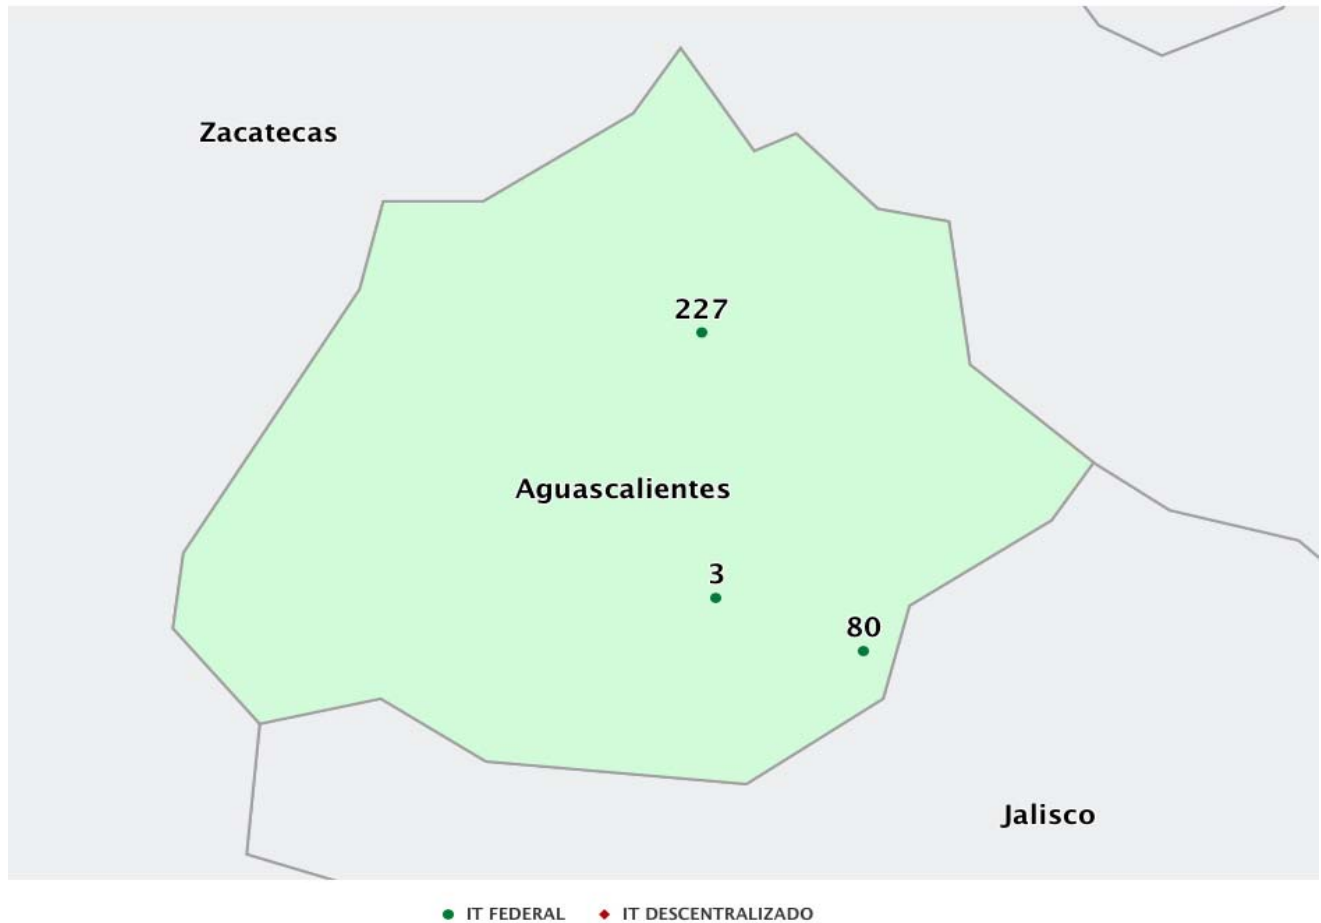 Zacatecas
227
Aguascalientes
3
80
Jalisco
IT FEDERAL IT DESCENTRALIZADO